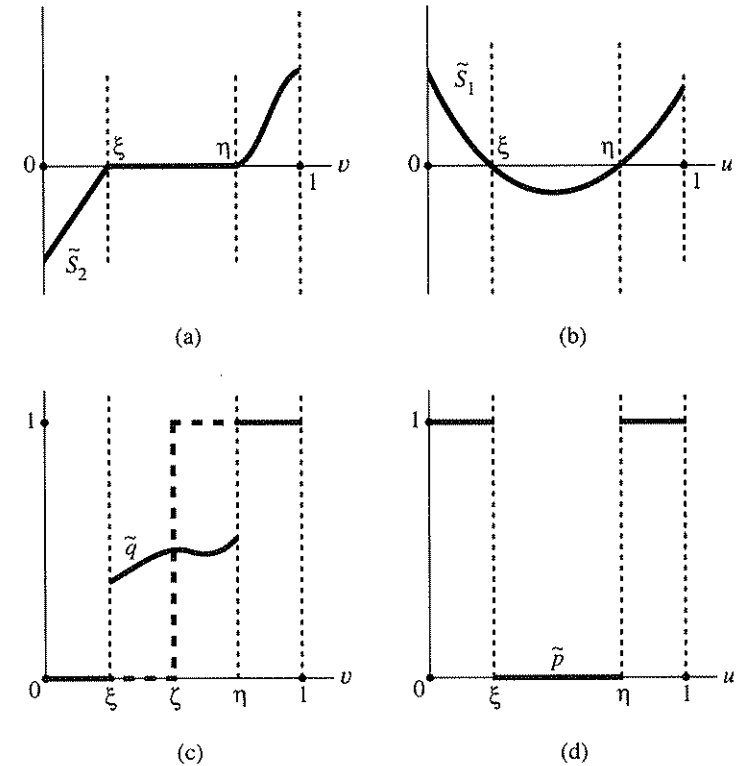 0 ξ η v
1
S̃₂
(a)
S̃₁
0 ξ η u
1
(b)
1
q̃
0 ξ ζ η 1 v
(c)
1
p̃
0 ξ η 1 u
(d)